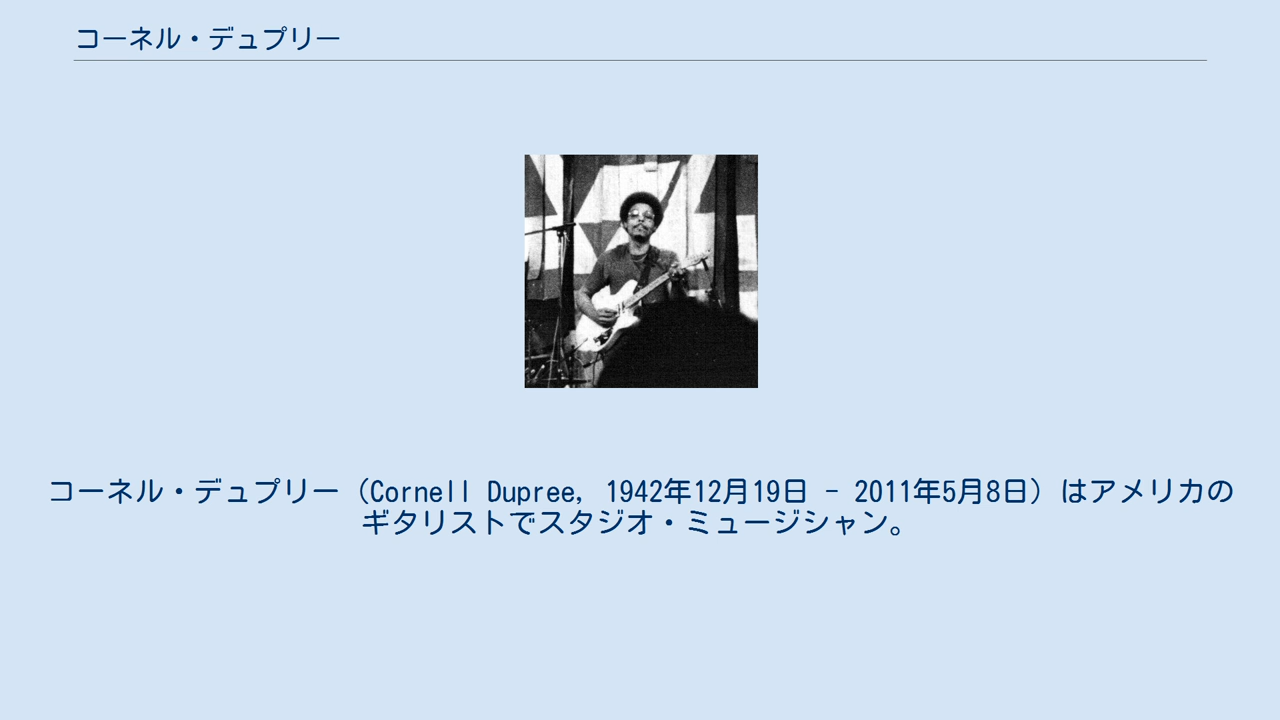 コーネル・デュプリー
コーネル・デュプリー（Cornell Dupree, 1942年12月19日 - 2011年5月8日）はアメリカの
ギタリストでスタジオ・ミュージシャン。